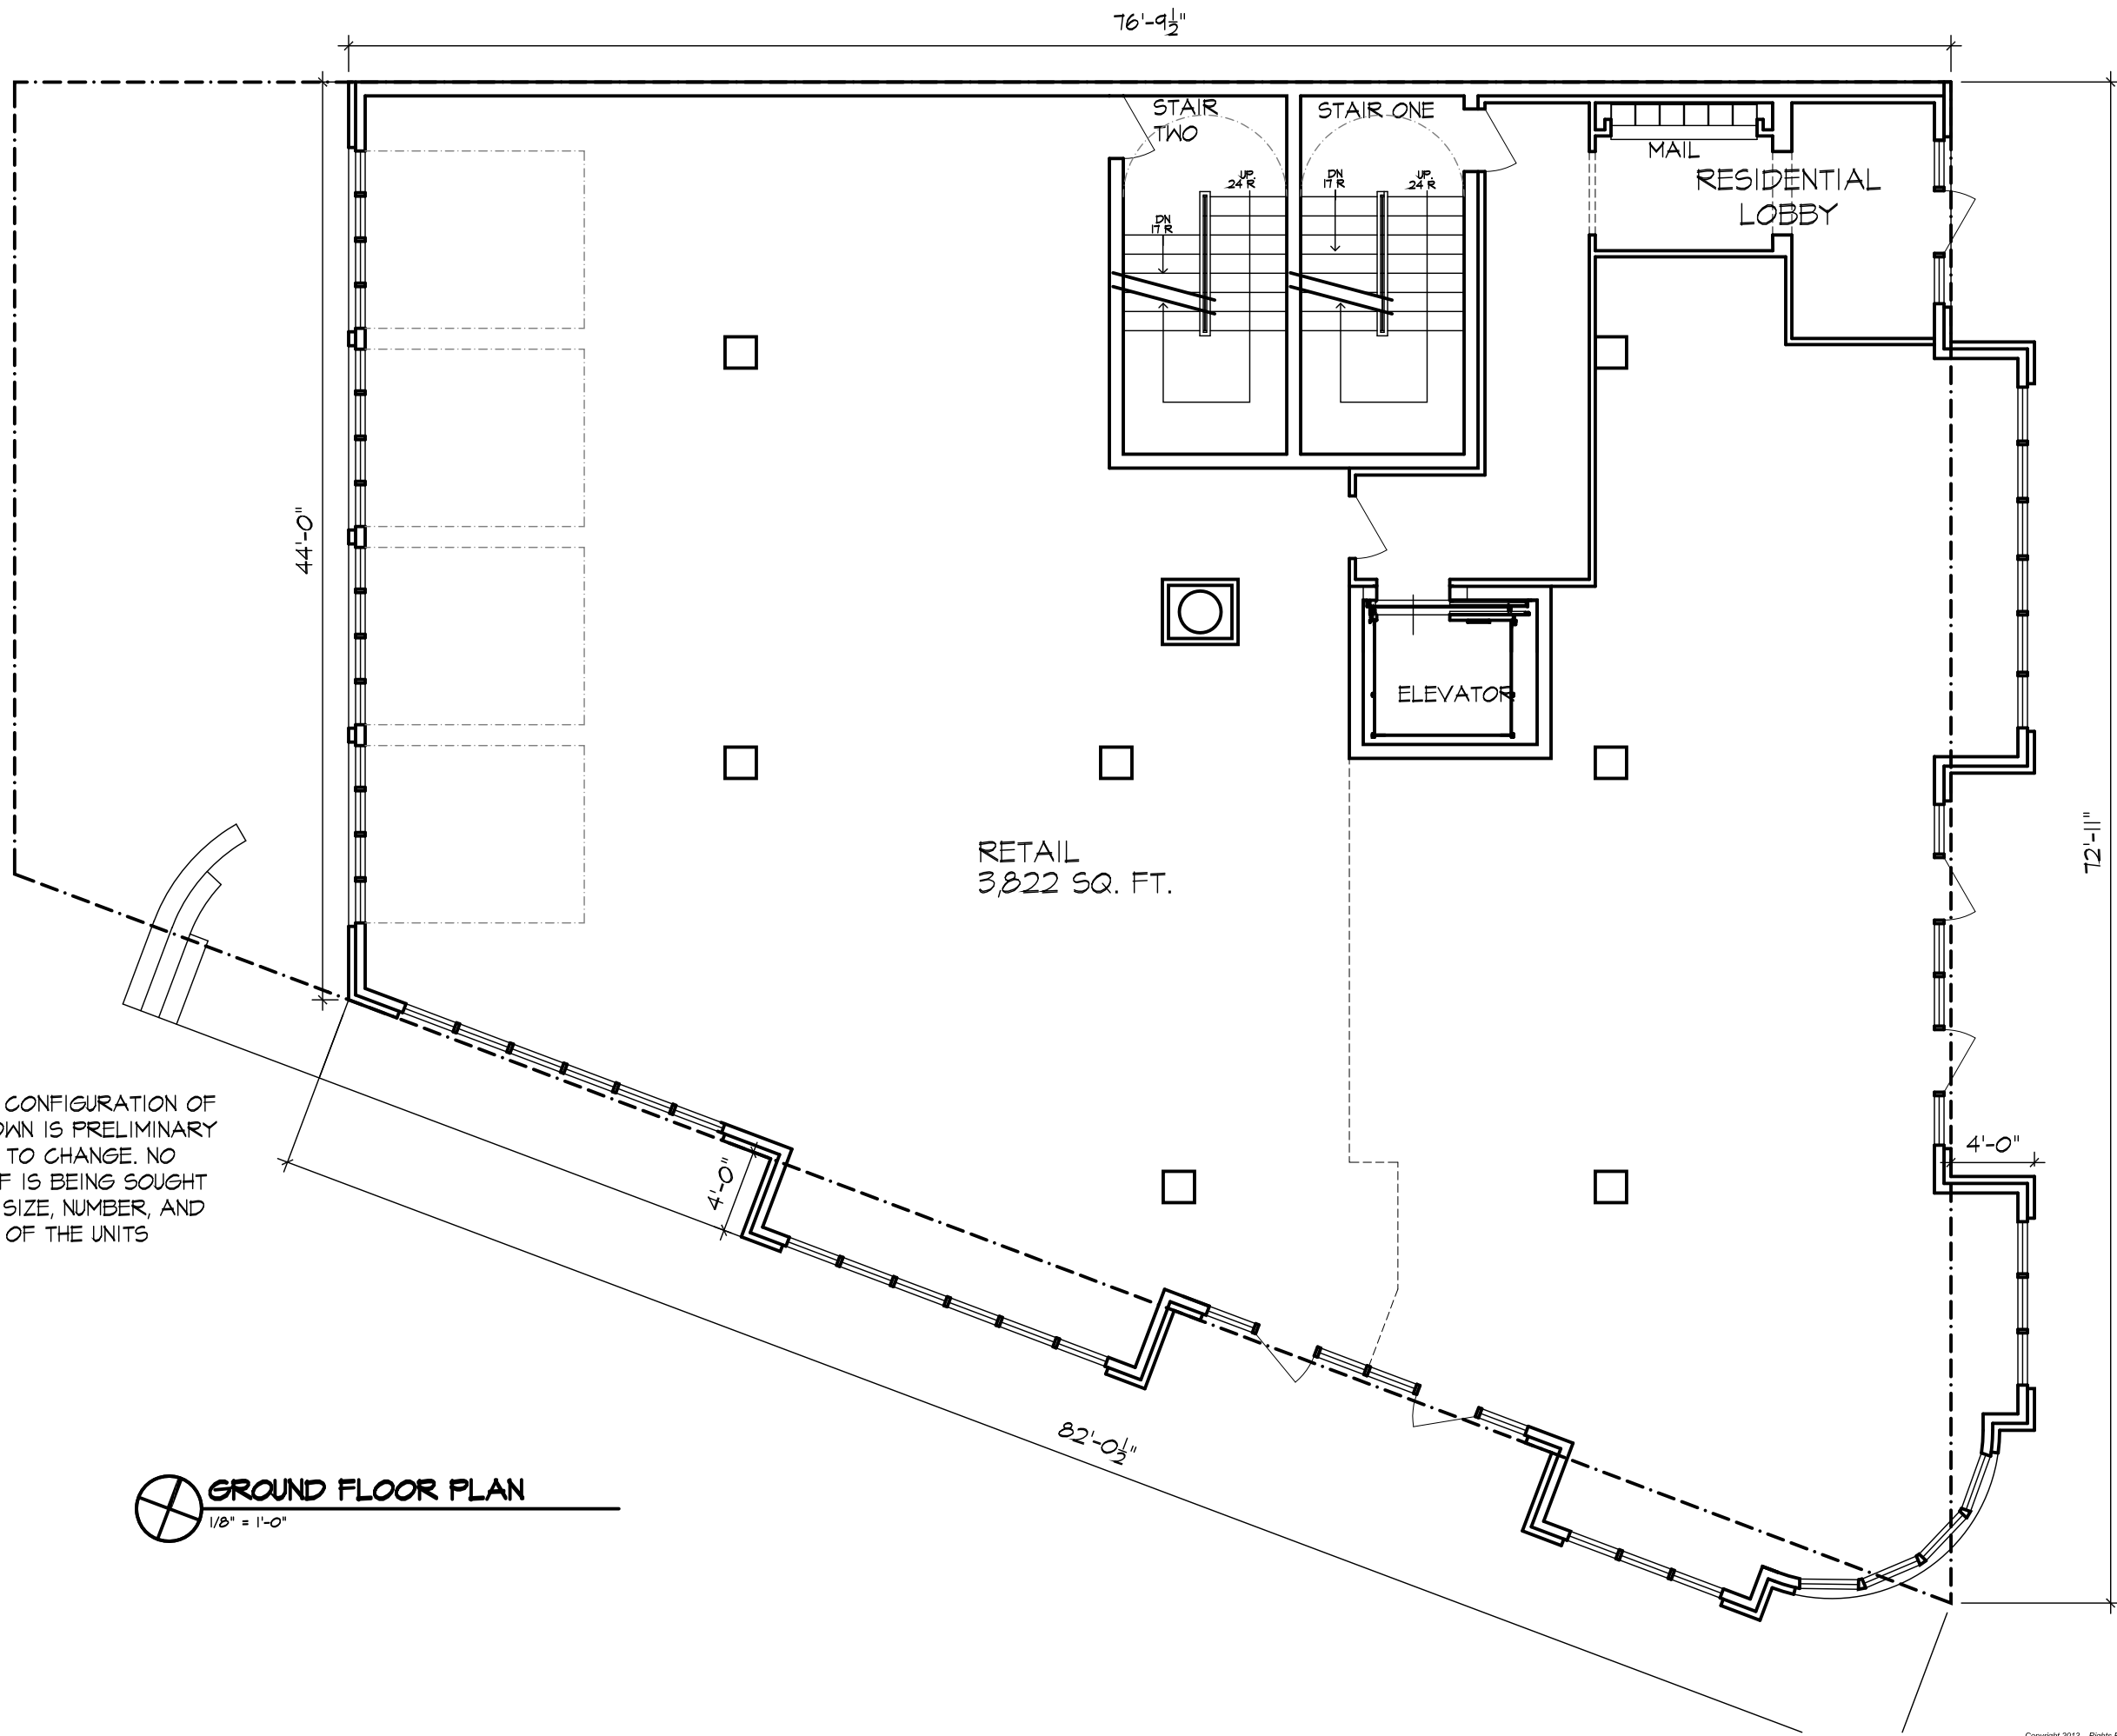 76'-9½"
STAIR
TWO
STAIR ONE
MAIL
RESIDENTIAL
LOBBY
UP.
24 R
DN
17 R
UP.
24 R
DN
17 R
44'-0"
ELEVATOR
RETAIL
3,822 SQ. FT.
72'-11"
CONFIGURATION OF
IS PRELIMINARY
TO CHANGE. NO
IS BEING SOUGHT
SIZE, NUMBER, AND
OF THE UNITS
4'-0"
4'-0"
82'-0½"
GROUND FLOOR PLAN
1/8" = 1'-0"
Copyright 2012 Rights